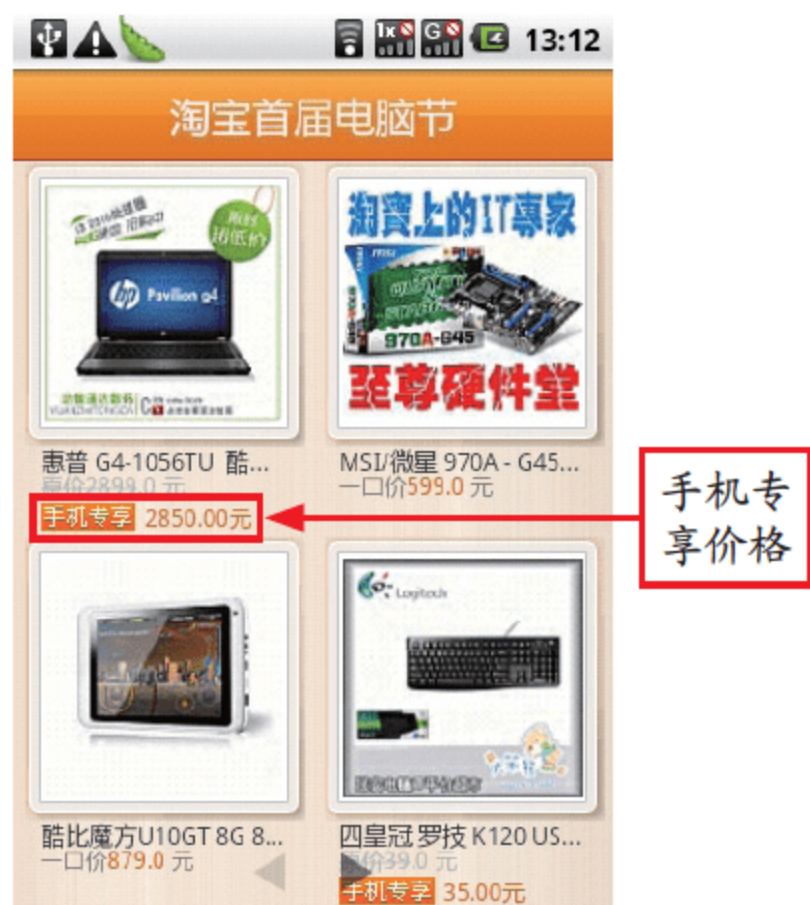 13:12
淘宝首届电脑节
hp Pavilion g4
淘寶上的IT專家
970A-G45
至尊硬件堂
惠普 G4-1056TU 酷...
原价2899.0 元
手机专享 2850.00元
MSI/微星 970A - G45...
一口价599.0 元
手机专
享价格
Logitech
酷比魔方U10GT 8G 8...
一口价879.0 元
四皇冠 罗技 K120 US...
原价39.0 元
手机专享 35.00元